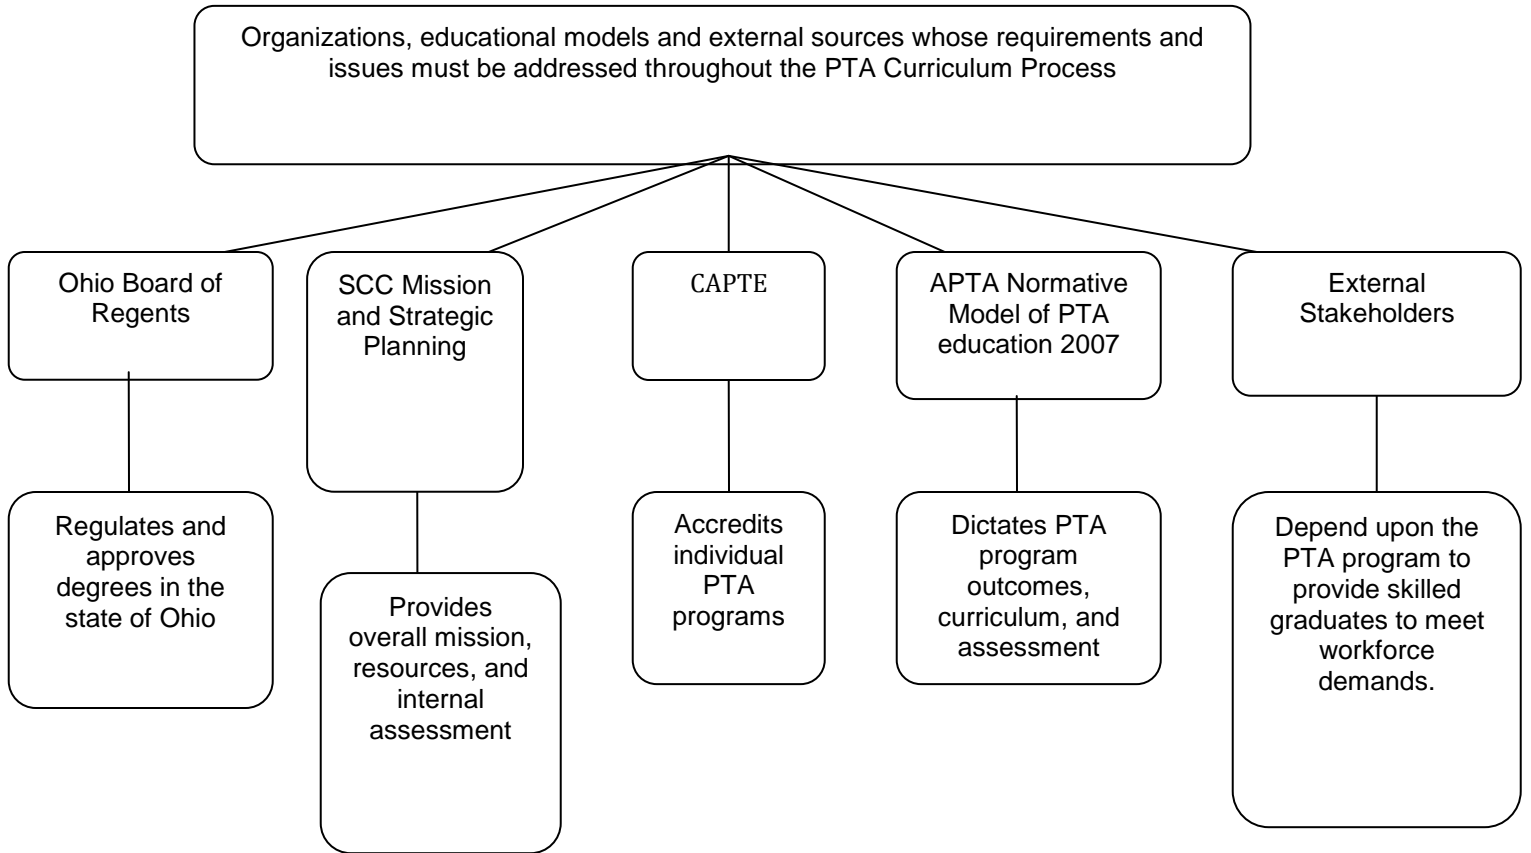 Organizations, educational models and external sources whose requirements and
issues must be addressed throughout the PTA Curriculum Process
Ohio Board of
Regents
SCC Mission
and Strategic
Planning
CAPTE
APTA Normative
Model of PTA
education 2007
External
Stakeholders
Regulates and
approves
degrees in the
state of Ohio
Provides
overall mission,
resources, and
internal
assessment
Accredits
individual
PTA
programs
Dictates PTA
program
outcomes,
curriculum, and
assessment
Depend upon the
PTA program to
provide skilled
graduates to meet
workforce
demands.